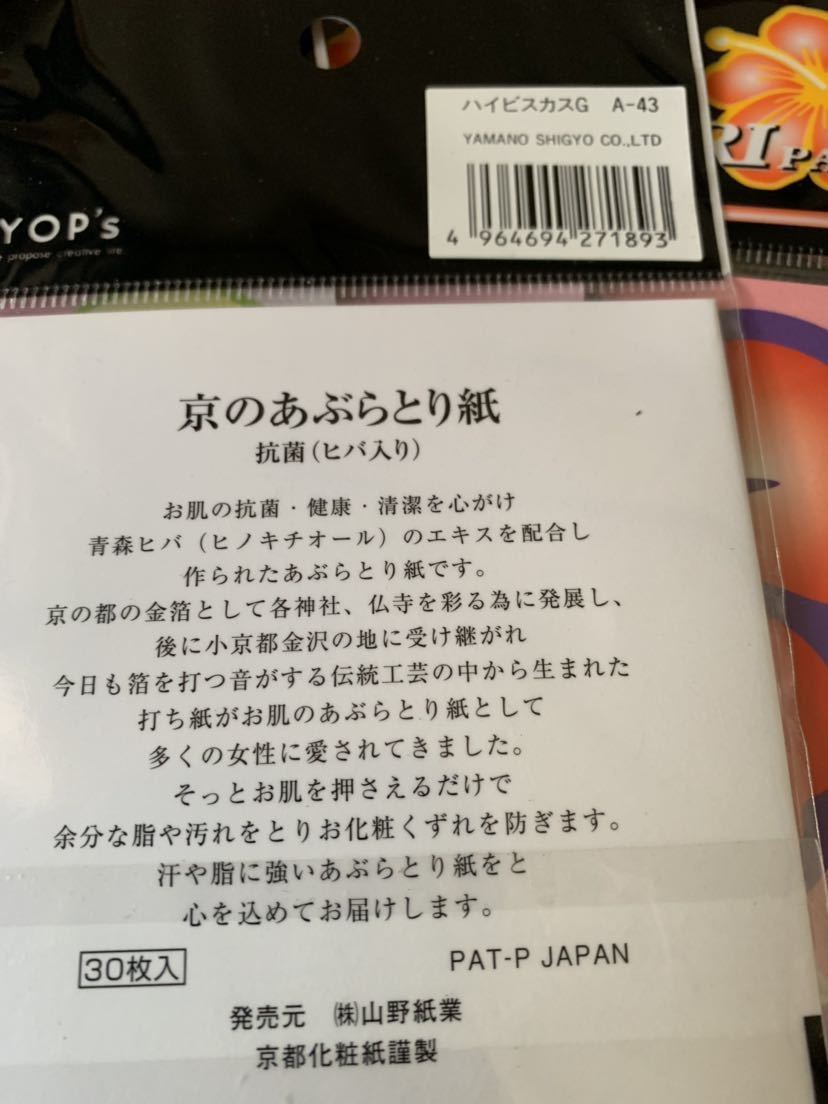 ハイビスカスG A-43
YAMANO SHIGYO CO.,LTD
4 964694 271893
YOP's
propose creative life.
RI PA
京のあぶらとり紙
抗菌(ヒバ入り)
お肌の抗菌・健康・清潔を心がけ
青森ヒバ(ヒノキチオール)のエキスを配合し
作られたあぶらとり紙です。
京の都の金箔として各神社、仏寺を彩る為に発展し、
後に小京都金沢の地に受け継がれ
今日も箔を打つ音がする伝統工芸の中から生まれた
打ち紙がお肌のあぶらとり紙として
多くの女性に愛されてきました。
そっとお肌を押さえるだけで
余分な脂や汚れをとりお化粧くずれを防ぎます。
汗や脂に強いあぶらとり紙をと
心を込めてお届けします。
30枚入 PAT-P JAPAN
発売元 ㈱山野紙業
京都化粧紙謹製